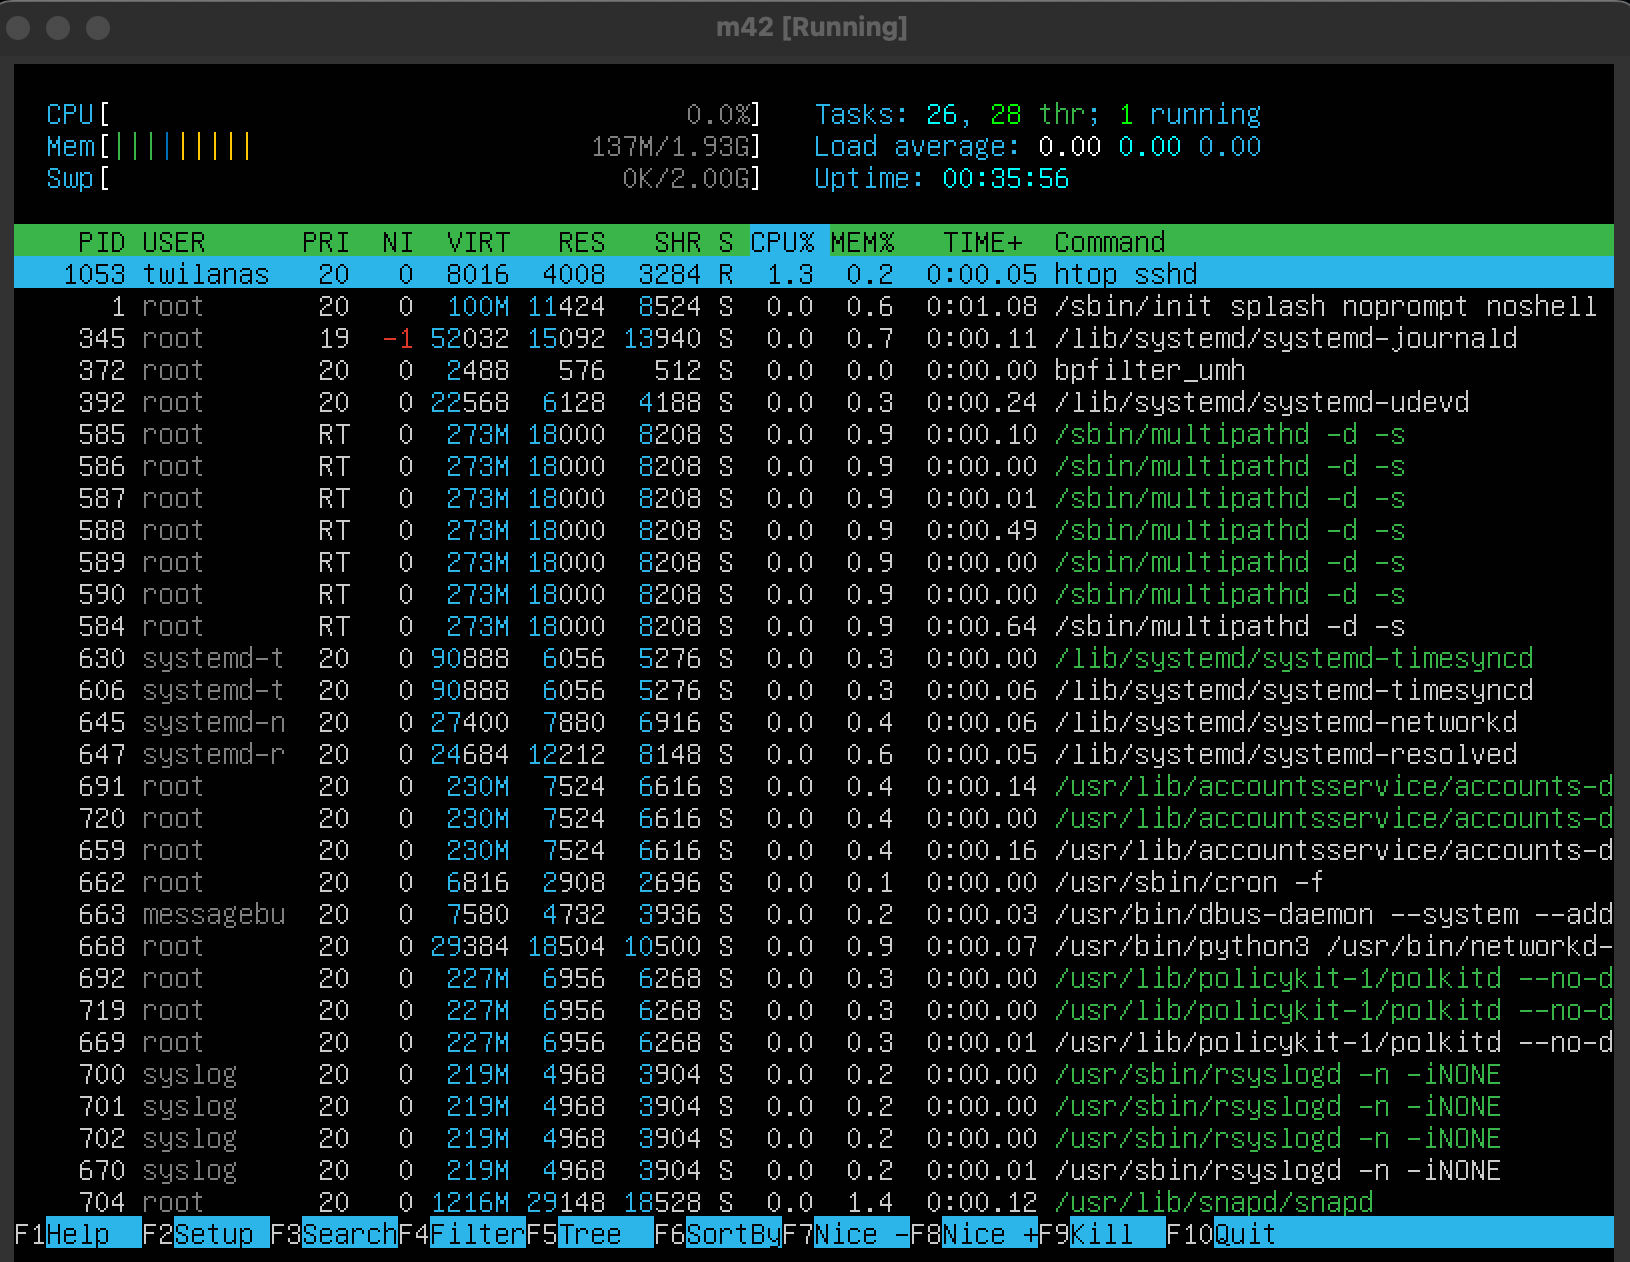 m42 [Running]
CPU[ 0.0%] Tasks: 26, 28 thr; 1 running
Mem[||||||||| 137M/1.93G] Load average: 0.00 0.00 0.00
Swp[ 0K/2.00G] Uptime: 00:35:56
PID USER PRI NI VIRT RES SHR S CPU% MEM% TIME+ Command
1053 twilanas 20 0 8016 4008 3284 R 1.3 0.2 0:00.05 htop sshd
1 root 20 0 100M 11424 8524 S 0.0 0.6 0:01.08 /sbin/init splash noprompt noshell
345 root 19 -1 52032 15092 13940 S 0.0 0.7 0:00.11 /lib/systemd/systemd-journald
372 root 20 0 2488 576 512 S 0.0 0.0 0:00.00 bpfilter_umh
392 root 20 0 22568 6128 4188 S 0.0 0.3 0:00.24 /lib/systemd/systemd-udevd
585 root RT 0 273M 18000 8208 S 0.0 0.9 0:00.10 /sbin/multipathd -d -s
586 root RT 0 273M 18000 8208 S 0.0 0.9 0:00.00 /sbin/multipathd -d -s
587 root RT 0 273M 18000 8208 S 0.0 0.9 0:00.01 /sbin/multipathd -d -s
588 root RT 0 273M 18000 8208 S 0.0 0.9 0:00.49 /sbin/multipathd -d -s
589 root RT 0 273M 18000 8208 S 0.0 0.9 0:00.00 /sbin/multipathd -d -s
590 root RT 0 273M 18000 8208 S 0.0 0.9 0:00.00 /sbin/multipathd -d -s
584 root RT 0 273M 18000 8208 S 0.0 0.9 0:00.64 /sbin/multipathd -d -s
630 systemd-t 20 0 90888 6056 5276 S 0.0 0.3 0:00.00 /lib/systemd/systemd-timesyncd
606 systemd-t 20 0 90888 6056 5276 S 0.0 0.3 0:00.06 /lib/systemd/systemd-timesyncd
645 systemd-n 20 0 27400 7880 6916 S 0.0 0.4 0:00.06 /lib/systemd/systemd-networkd
647 systemd-r 20 0 24684 12212 8148 S 0.0 0.6 0:00.05 /lib/systemd/systemd-resolved
691 root 20 0 230M 7524 6616 S 0.0 0.4 0:00.14 /usr/lib/accountsservice/accounts-d
720 root 20 0 230M 7524 6616 S 0.0 0.4 0:00.00 /usr/lib/accountsservice/accounts-d
659 root 20 0 230M 7524 6616 S 0.0 0.4 0:00.16 /usr/lib/accountsservice/accounts-d
662 root 20 0 6816 2908 2696 S 0.0 0.1 0:00.00 /usr/sbin/cron -f
663 messagebu 20 0 7580 4732 3936 S 0.0 0.2 0:00.03 /usr/bin/dbus-daemon --system --add
668 root 20 0 29384 18504 10500 S 0.0 0.9 0:00.07 /usr/bin/python3 /usr/bin/networkd-
692 root 20 0 227M 6956 6268 S 0.0 0.3 0:00.00 /usr/lib/policykit-1/polkitd --no-d
719 root 20 0 227M 6956 6268 S 0.0 0.3 0:00.00 /usr/lib/policykit-1/polkitd --no-d
669 root 20 0 227M 6956 6268 S 0.0 0.3 0:00.01 /usr/lib/policykit-1/polkitd --no-d
700 syslog 20 0 219M 4968 3904 S 0.0 0.2 0:00.00 /usr/sbin/rsyslogd -n -iNONE
701 syslog 20 0 219M 4968 3904 S 0.0 0.2 0:00.00 /usr/sbin/rsyslogd -n -iNONE
702 syslog 20 0 219M 4968 3904 S 0.0 0.2 0:00.00 /usr/sbin/rsyslogd -n -iNONE
670 syslog 20 0 219M 4968 3904 S 0.0 0.2 0:00.01 /usr/sbin/rsyslogd -n -iNONE
704 root 20 0 1216M 29148 18528 S 0.0 1.4 0:00.12 /usr/lib/snapd/snapd
F1Help F2Setup F3SearchF4FilterF5Tree F6SortByF7Nice -F8Nice +F9Kill F10Quit